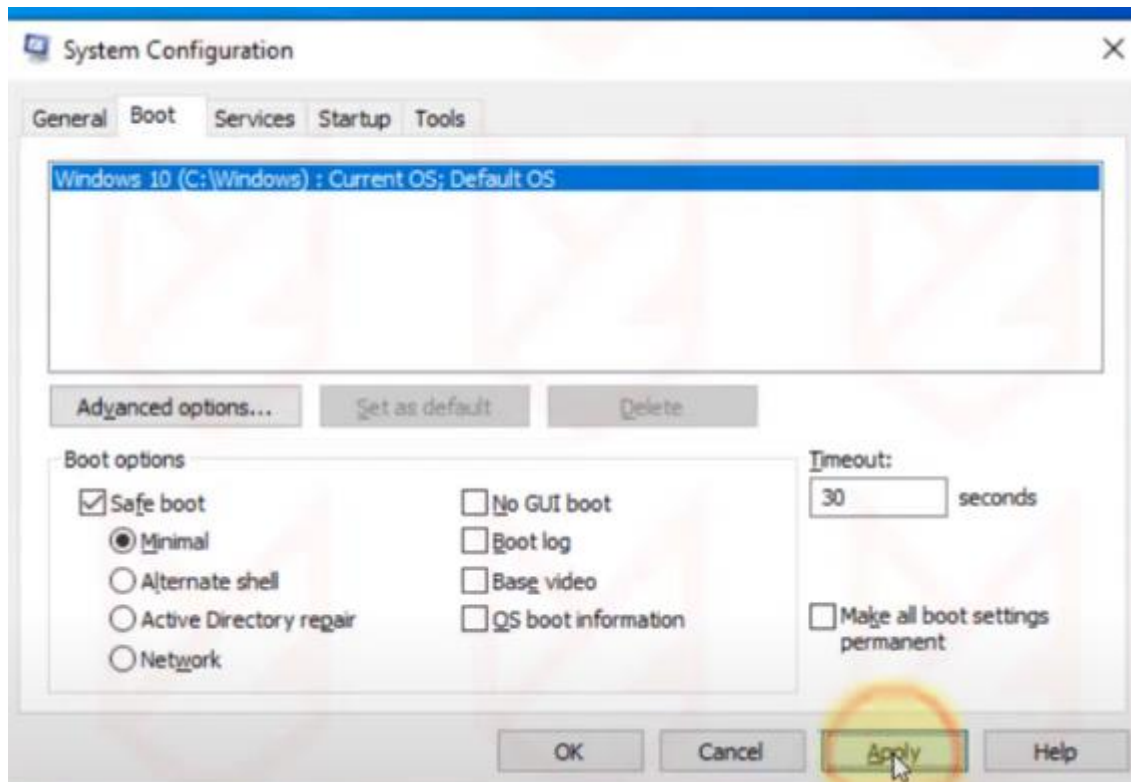 System Configuration
General Boot Services Startup Tools
Windows 10 (C:\Windows) : Current OS; Default OS
Advanced options... Set as default Delete
Boot options
Timeout:
Safe boot No GUI boot 30 seconds
Minimal Boot log
Alternate shell Base video
Active Directory repair OS boot information Make all boot settings
permanent
Network
OK Cancel Apply Help